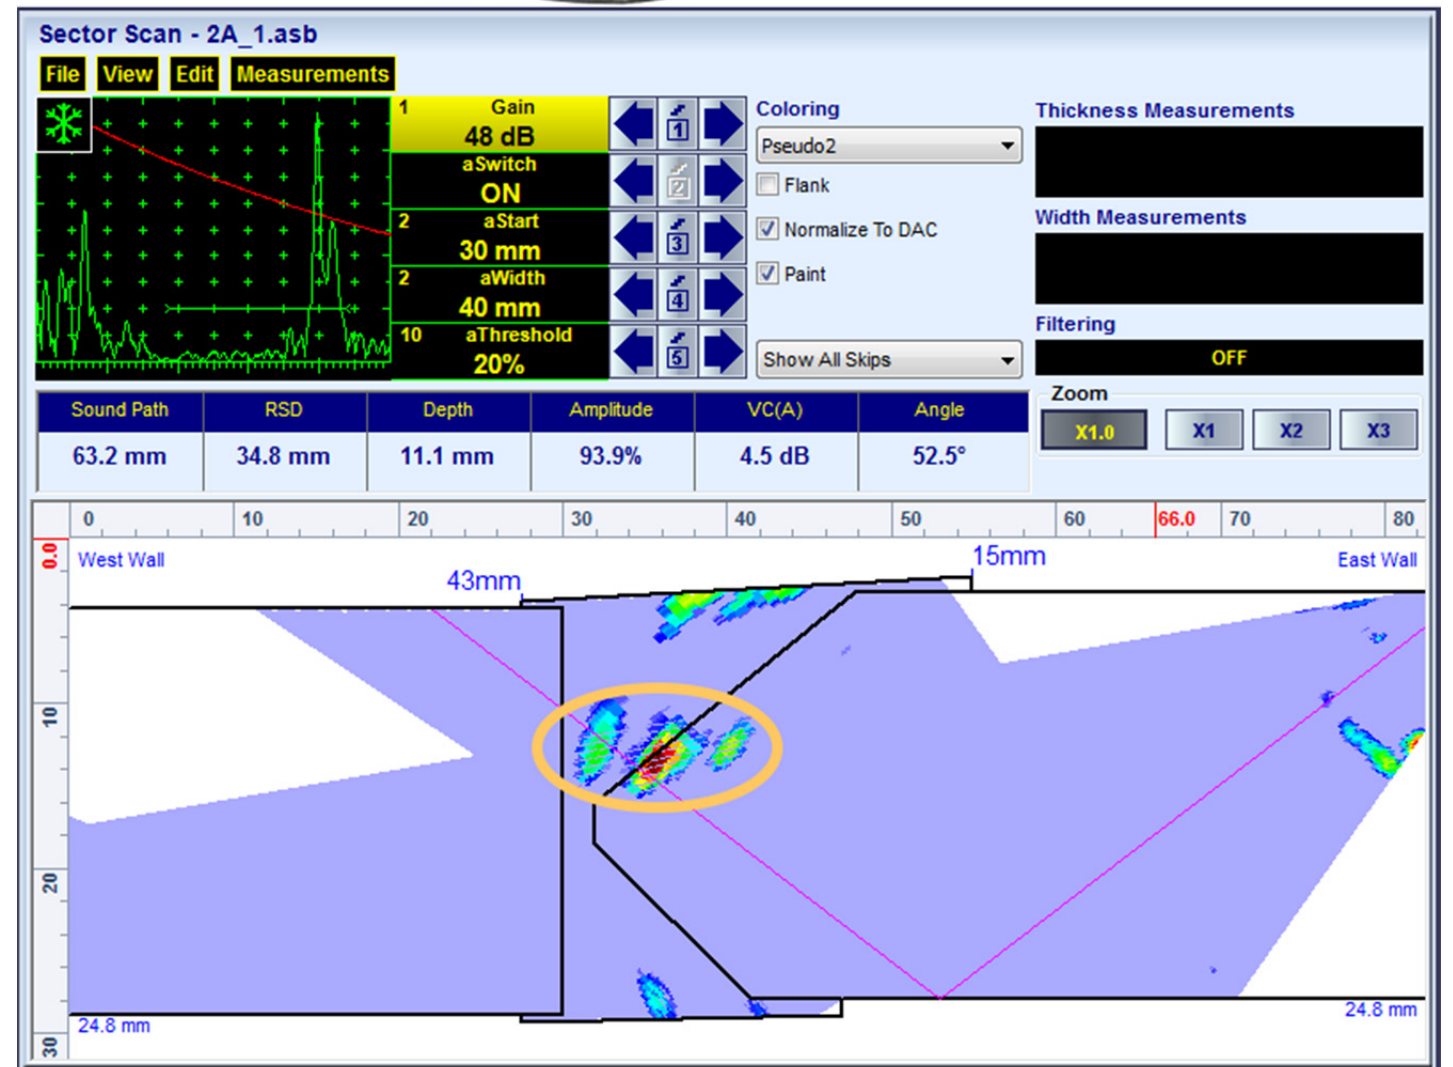 Sector Scan - 2A_1.asb
File View Edit Measurements
1 Gain
48 dB
1
aSwitch
ON
2
2 aStart
30 mm
3
2 aWidth
40 mm
4
10 aThreshold
20%
5
Coloring
Pseudo2
Flank
Normalize To DAC
Paint
Show All Skips
Thickness Measurements
Width Measurements
Filtering
OFF
Zoom
X1.0 X1 X2 X3
Sound Path RSD Depth Amplitude VC(A) Angle
63.2 mm 34.8 mm 11.1 mm 93.9% 4.5 dB 52.5°
0 10 20 30 40 50 60 66.0 70 80
0.0
West Wall
43mm
15mm
East Wall
10
20
24.8 mm
24.8 mm
30